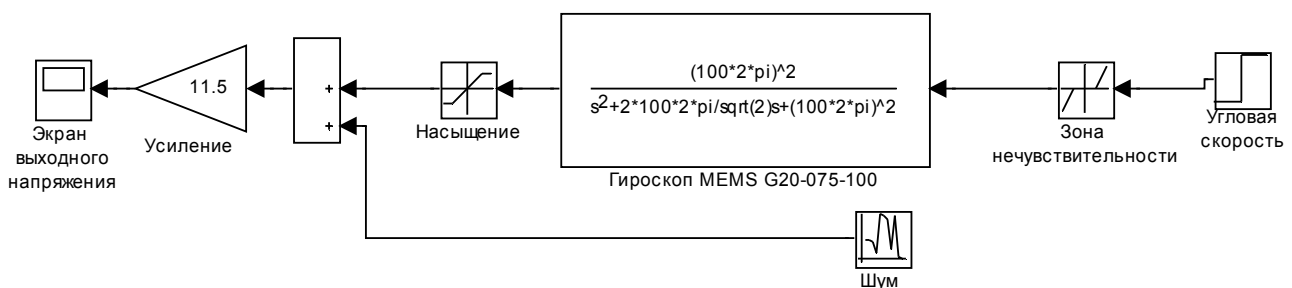 Экран
выходного
напряжения
11.5
Усиление
+
+
Насыщение
(100*2*pi)^2
s2+2*100*2*pi/sqrt(2)s+(100*2*pi)^2
Гироскоп MEMS G20-075-100
Зона
нечувствительности
Угловая
скорость
Шум